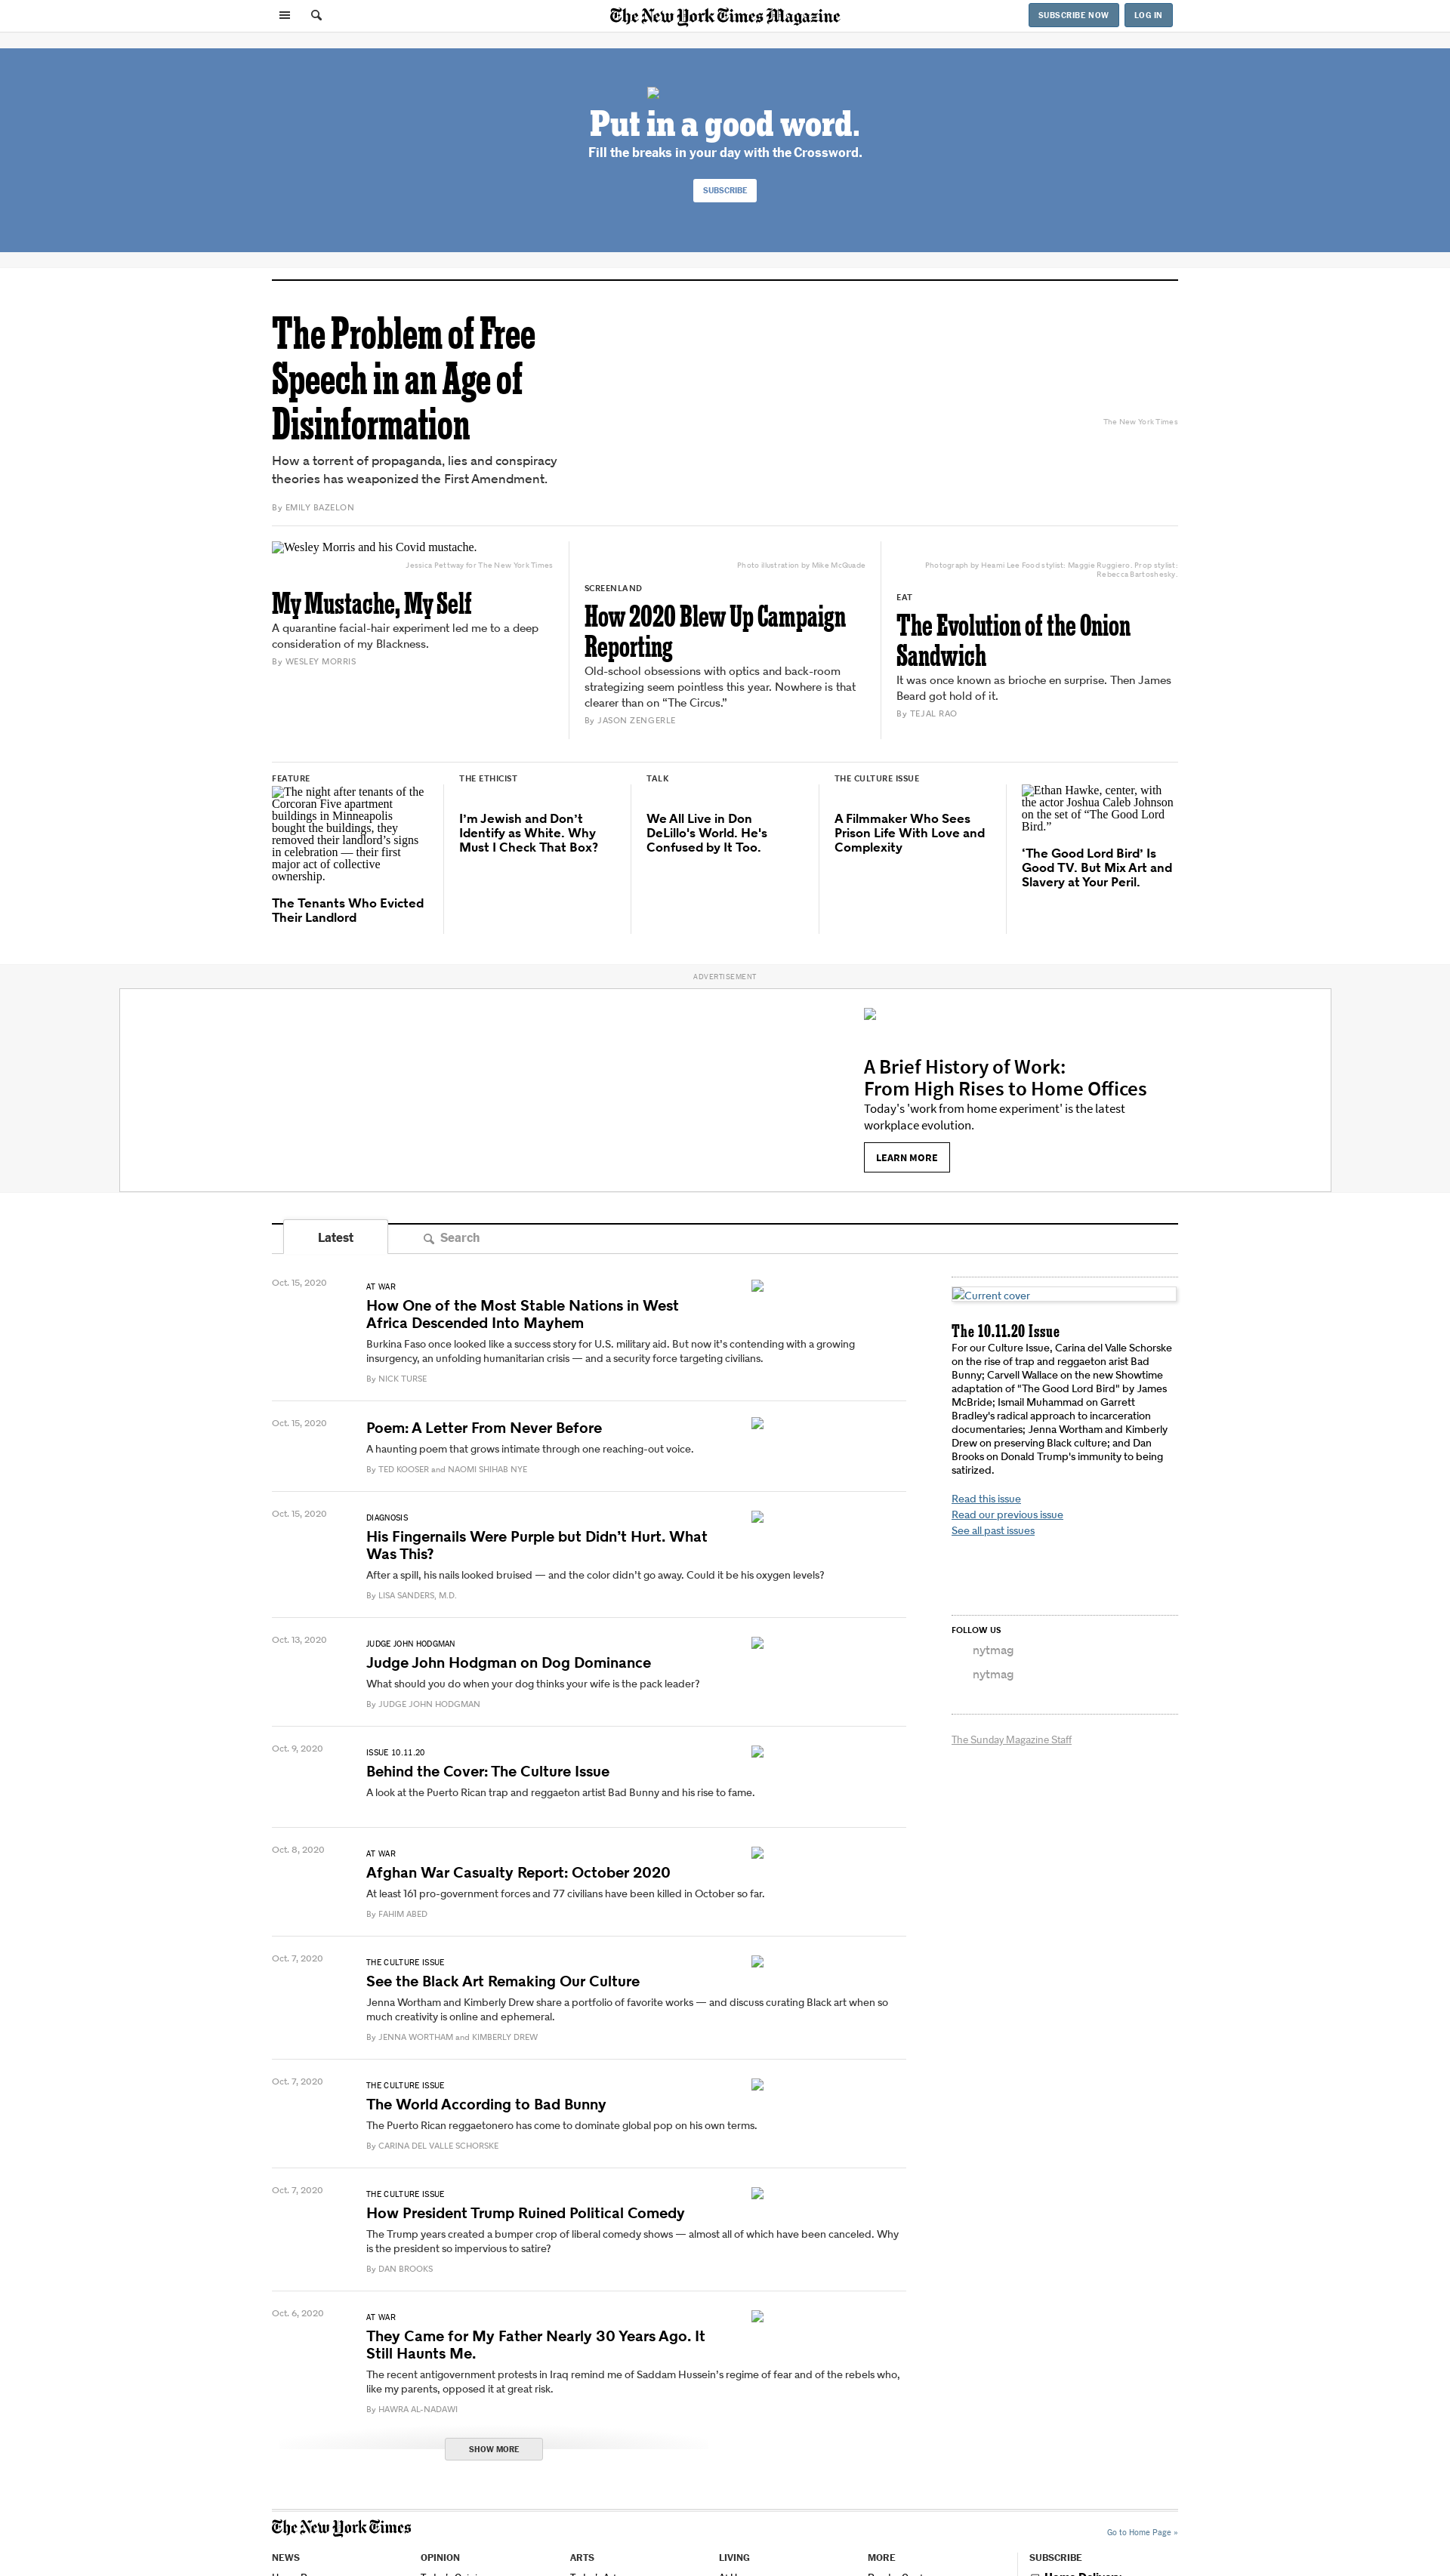 The New York Times Magazine
SUBSCRIBE NOW
LOG IN
Put in a good word.
Fill the breaks in your day with the Crossword.
SUBSCRIBE
The Problem of Free
Speech in an Age of
Disinformation
How a torrent of propaganda, lies and conspiracy
theories has weaponized the First Amendment.
By EMILY BAZELON
The New York Times
Wesley Morris and his Covid mustache.
Jessica Pettway for The New York Times
My Mustache, My Self
A quarantine facial-hair experiment led me to a deep
consideration of my Blackness.
By WESLEY MORRIS
Photo illustration by Mike McQuade
SCREENLAND
How 2020 Blew Up Campaign
Reporting
Old-school obsessions with optics and back-room
strategizing seem pointless this year. Nowhere is that
clearer than on “The Circus.”
By JASON ZENGERLE
Photograph by Heami Lee Food stylist: Maggie Ruggiero. Prop stylist:
Rebecca Bartoshesky.
EAT
The Evolution of the Onion
Sandwich
It was once known as brioche en surprise. Then James
Beard got hold of it.
By TEJAL RAO
FEATURE
The night after tenants of the
Corcoran Five apartment
buildings in Minneapolis
bought the buildings, they
removed their landlord’s signs
in celebration — their first
major act of collective
ownership.
The Tenants Who Evicted
Their Landlord
THE ETHICIST
I’m Jewish and Don’t
Identify as White. Why
Must I Check That Box?
TALK
We All Live in Don
DeLillo's World. He's
Confused by It Too.
THE CULTURE ISSUE
A Filmmaker Who Sees
Prison Life With Love and
Complexity
Ethan Hawke, center, with
the actor Joshua Caleb Johnson
on the set of “The Good Lord
Bird.”
‘The Good Lord Bird’ Is
Good TV. But Mix Art and
Slavery at Your Peril.
ADVERTISEMENT
A Brief History of Work:
From High Rises to Home Offices
Today's 'work from home experiment' is the latest
workplace evolution.
LEARN MORE
Latest
Search
Oct. 15, 2020
AT WAR
How One of the Most Stable Nations in West
Africa Descended Into Mayhem
Burkina Faso once looked like a success story for U.S. military aid. But now it’s contending with a growing
insurgency, an unfolding humanitarian crisis — and a security force targeting civilians.
By NICK TURSE
Oct. 15, 2020
Poem: A Letter From Never Before
A haunting poem that grows intimate through one reaching-out voice.
By TED KOOSER and NAOMI SHIHAB NYE
Oct. 15, 2020
DIAGNOSIS
His Fingernails Were Purple but Didn’t Hurt. What
Was This?
After a spill, his nails looked bruised — and the color didn’t go away. Could it be his oxygen levels?
By LISA SANDERS, M.D.
Oct. 13, 2020
JUDGE JOHN HODGMAN
Judge John Hodgman on Dog Dominance
What should you do when your dog thinks your wife is the pack leader?
By JUDGE JOHN HODGMAN
Oct. 9, 2020
ISSUE 10.11.20
Behind the Cover: The Culture Issue
A look at the Puerto Rican trap and reggaeton artist Bad Bunny and his rise to fame.
Oct. 8, 2020
AT WAR
Afghan War Casualty Report: October 2020
At least 161 pro-government forces and 77 civilians have been killed in October so far.
By FAHIM ABED
Oct. 7, 2020
THE CULTURE ISSUE
See the Black Art Remaking Our Culture
Jenna Wortham and Kimberly Drew share a portfolio of favorite works — and discuss curating Black art when so
much creativity is online and ephemeral.
By JENNA WORTHAM and KIMBERLY DREW
Oct. 7, 2020
THE CULTURE ISSUE
The World According to Bad Bunny
The Puerto Rican reggaetonero has come to dominate global pop on his own terms.
By CARINA DEL VALLE SCHORSKE
Oct. 7, 2020
THE CULTURE ISSUE
How President Trump Ruined Political Comedy
The Trump years created a bumper crop of liberal comedy shows — almost all of which have been canceled. Why
is the president so impervious to satire?
By DAN BROOKS
Oct. 6, 2020
AT WAR
They Came for My Father Nearly 30 Years Ago. It
Still Haunts Me.
The recent antigovernment protests in Iraq remind me of Saddam Hussein’s regime of fear and of the rebels who,
like my parents, opposed it at great risk.
By HAWRA AL-NADAWI
SHOW MORE
Current cover
The 10.11.20 Issue
For our Culture Issue, Carina del Valle Schorske
on the rise of trap and reggaeton arist Bad
Bunny; Carvell Wallace on the new Showtime
adaptation of "The Good Lord Bird" by James
McBride; Ismail Muhammad on Garrett
Bradley's radical approach to incarceration
documentaries; Jenna Wortham and Kimberly
Drew on preserving Black culture; and Dan
Brooks on Donald Trump's immunity to being
satirized.
Read this issue
Read our previous issue
See all past issues
FOLLOW US
nytmag
nytmag
The Sunday Magazine Staff
The New York Times
Go to Home Page »
NEWS
OPINION
ARTS
LIVING
MORE
SUBSCRIBE